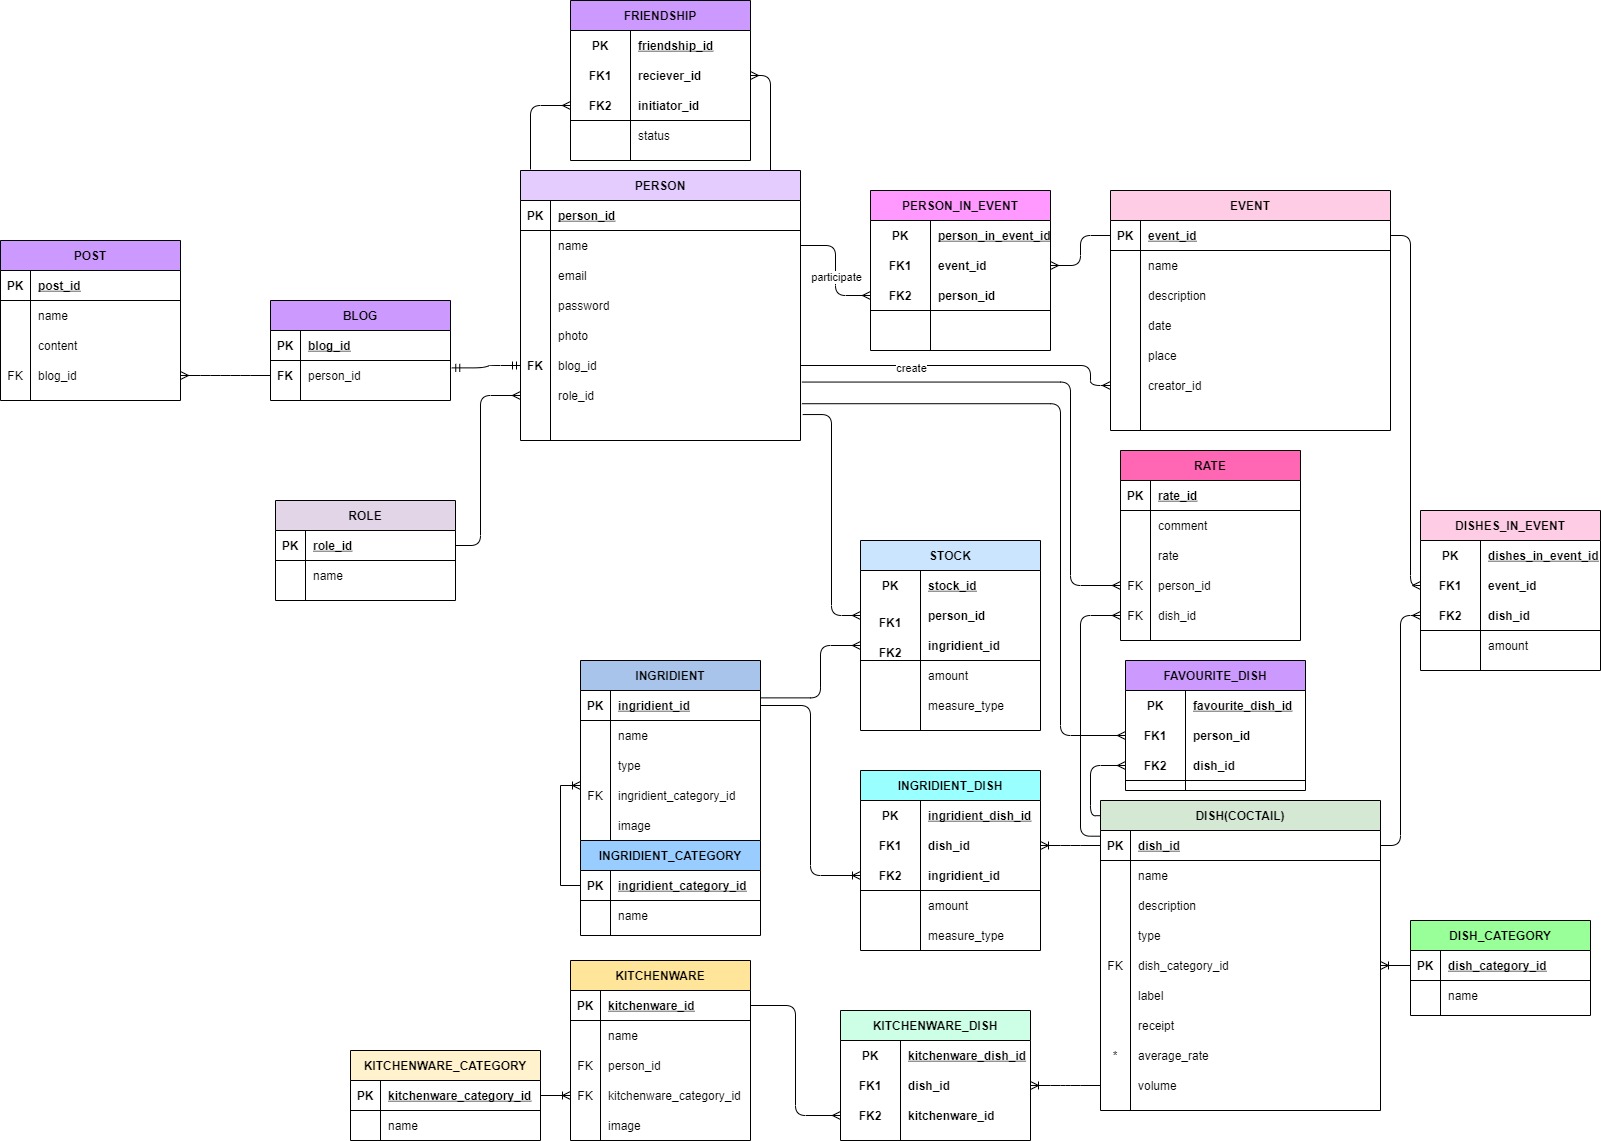 FRIENDSHIP
PK friendship_id
FK1 reciever_id
FK2 initiator_id
status
PERSON
PK person_id
name
email
password
photo
FK blog_id
role_id
POST
PK post_id
name
content
FK blog_id
BLOG
PK blog_id
FK person_id
ROLE
PK role_id
name
participate
create
PERSON_IN_EVENT
PK person_in_event_id
FK1 event_id
FK2 person_id
EVENT
PK event_id
name
description
date
place
creator_id
RATE
PK rate_id
comment
rate
FK person_id
FK dish_id
DISHES_IN_EVENT
PK dishes_in_event_id
FK1 event_id
FK2 dish_id
amount
STOCK
PK stock_id
FK1 person_id
FK2 ingridient_id
amount
measure_type
INGRIDIENT
PK ingridient_id
name
type
FK ingridient_category_id
image
INGRIDIENT_CATEGORY
PK ingridient_category_id
name
FAVOURITE_DISH
PK favourite_dish_id
FK1 person_id
FK2 dish_id
INGRIDIENT_DISH
PK ingridient_dish_id
FK1 dish_id
FK2 ingridient_id
amount
measure_type
DISH(COCTAIL)
PK dish_id
name
description
type
FK dish_category_id
label
receipt
* average_rate
volume
DISH_CATEGORY
PK dish_category_id
name
KITCHENWARE
PK kitchenware_id
name
FK person_id
FK kitchenware_category_id
image
KITCHENWARE_CATEGORY
PK kitchenware_category_id
name
KITCHENWARE_DISH
PK kitchenware_dish_id
FK1 dish_id
FK2 kitchenware_id